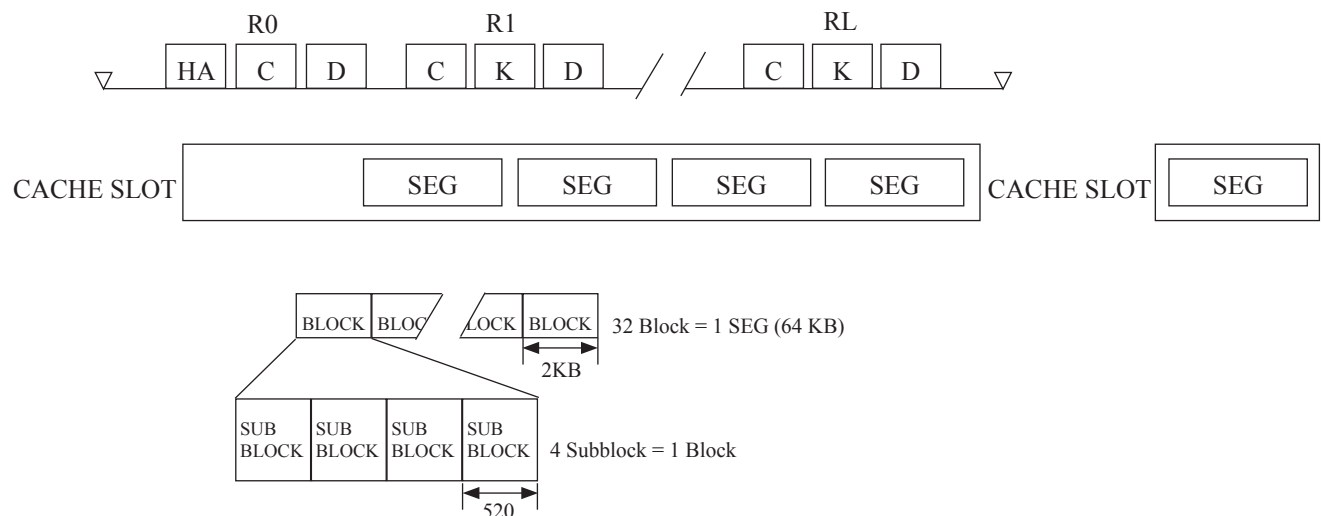 R0 R1 RL
HA C D C K D C K D
CACHE SLOT SEG SEG SEG SEG CACHE SLOT SEG
BLOCK BLOC LOCK BLOCK 32 Block = 1 SEG (64 KB)
2KB
SUB SUB SUB SUB
BLOCK BLOCK BLOCK BLOCK 4 Subblock = 1 Block
520